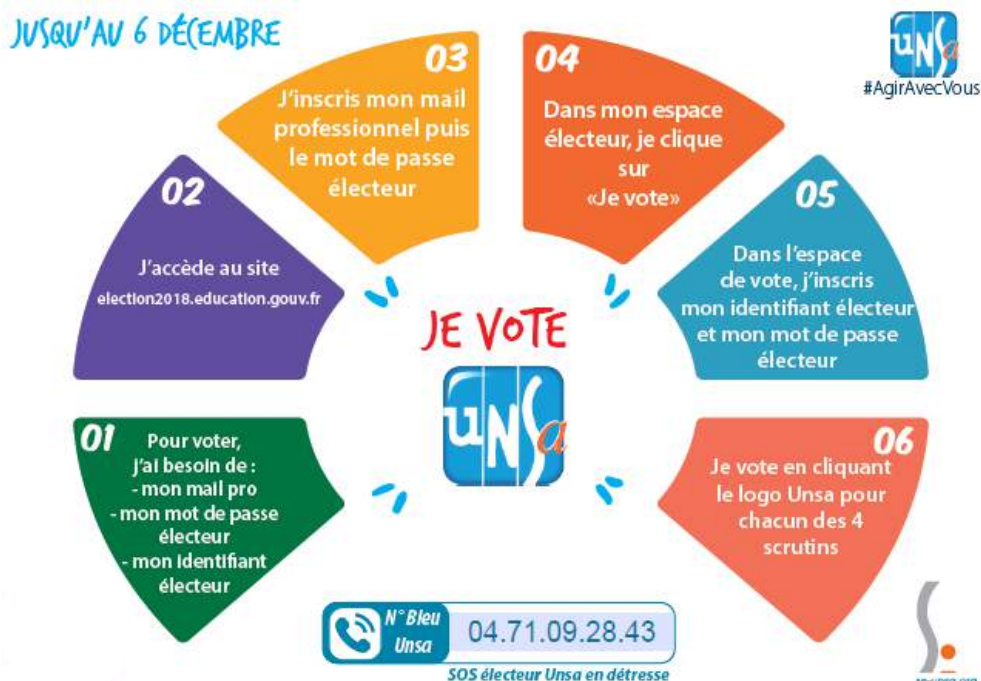 JUSQU'AU 6 DÉCEMBRE
unsa
#AgirAvecVous
01
Pour voter,
j'ai besoin de :
- mon mail pro
- mon mot de passe
électeur
- mon identifiant
électeur
02
J'accède au site
election2018.education.gouv.fr
03
J'inscris mon mail
professionnel puis
le mot de passe
électeur
04
Dans mon espace
électeur, je clique
sur
«Je vote»
05
Dans l'espace
de vote, j'inscris
mon identifiant électeur
et mon mot de passe
électeur
06
Je vote en cliquant
le logo Unsa pour
chacun des 4
scrutins
JE VOTE
unsa
N° Bleu
Unsa
04.71.09.28.43
SOS électeur Unsa en détresse